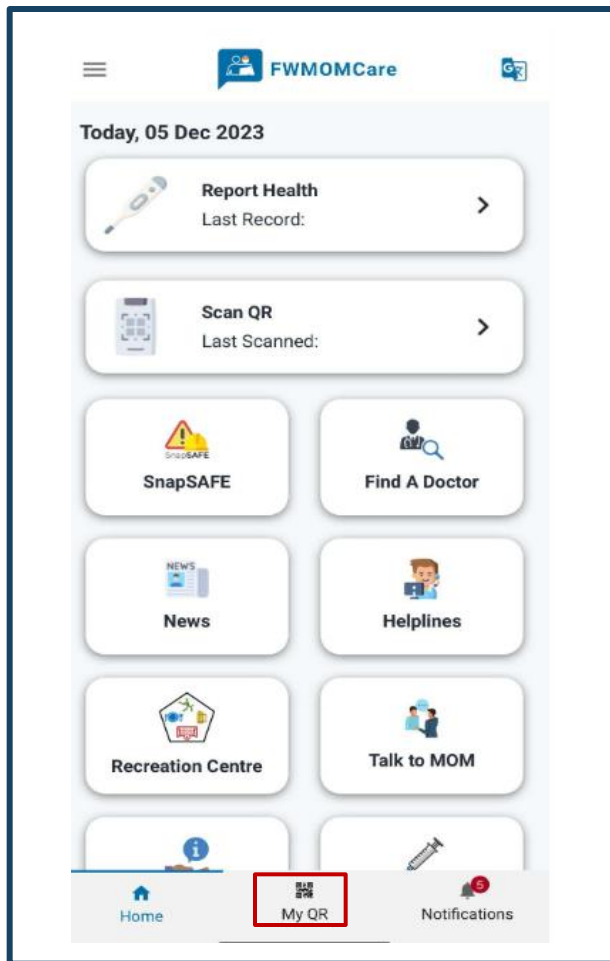 FWMOMCare
Today, 05 Dec 2023
Report Health
Last Record:
Scan QR
Last Scanned:
SnapSAFE
SnapSAFE
Find A Doctor
NEWS
News
Helplines
Recreation Centre
Talk to MOM
5
Home
My QR
Notifications